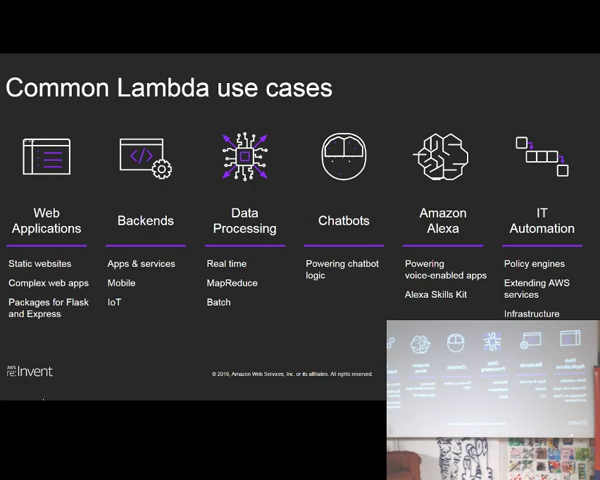 Common Lambda use cases
Web
Applications
Static websites
Complex web apps
Packages for Flask
and Express
Backends
Apps & services
Mobile
IoT
Data
Processing
Real time
MapReduce
Batch
Chatbots
Powering chatbot
logic
Amazon
Alexa
Powering
voice-enabled apps
Alexa Skills Kit
IT
Automation
Policy engines
Extending AWS
services
Infrastructure
AWS
re:Invent
© 2018, Amazon Web Services, Inc. or its affiliates. All rights reserved.